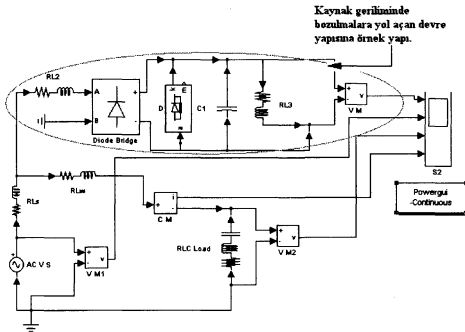 Kaynak geriliminde
bozulmalara yol açan devre
yapısına örnek yapı.
RL2
A
B
+
-
Diode Bridge
D
C1
RL3
+
-
v
V M
S2
RLs
RLw
+
-
i
C M
Powergui
-Continuous
RLC Load
+
-
v
V M2
+
-
v
V M1
AC V S
+